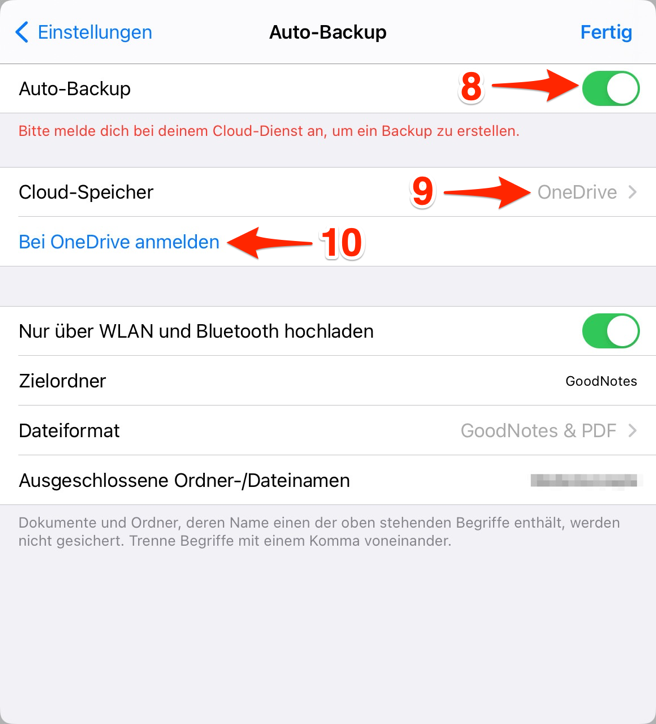 Einstellungen Auto-Backup Fertig
Auto-Backup 8
Bitte melde dich bei deinem Cloud-Dienst an, um ein Backup zu erstellen.
Cloud-Speicher 9 OneDrive
Bei OneDrive anmelden 10
Nur über WLAN und Bluetooth hochladen
Zielordner GoodNotes
Dateiformat GoodNotes & PDF
Ausgeschlossene Ordner-/Dateinamen
Dokumente und Ordner, deren Name einen der oben stehenden Begriffe enthält, werden
nicht gesichert. Trenne Begriffe mit einem Komma voneinander.